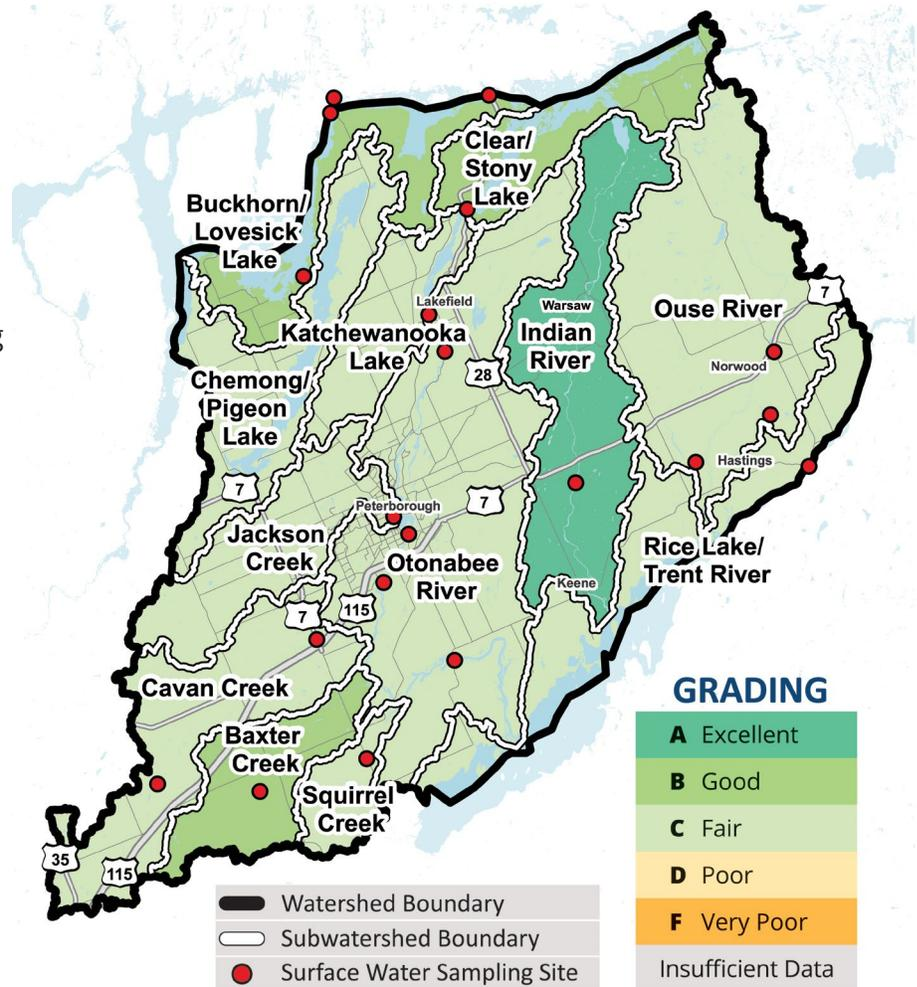 Clear/
Stony
Lake
Buckhorn/
Lovesick
Lake
7
Lakefield
Warsaw
Ouse River
Katchewanooka
Lake
Indian
River
28
Norwood
Chemong/
Pigeon
Lake
Hastings
7
7
Peterborough
Jackson
Creek
Otonabee
River
Rice Lake/
Trent River
Keene
7
115
Cavan Creek
Baxter
Creek
Squirrel
Creek
35
115
g
GRADING
A Excellent
B Good
C Fair
D Poor
F Very Poor
Insufficient Data
Watershed Boundary
Subwatershed Boundary
Surface Water Sampling Site